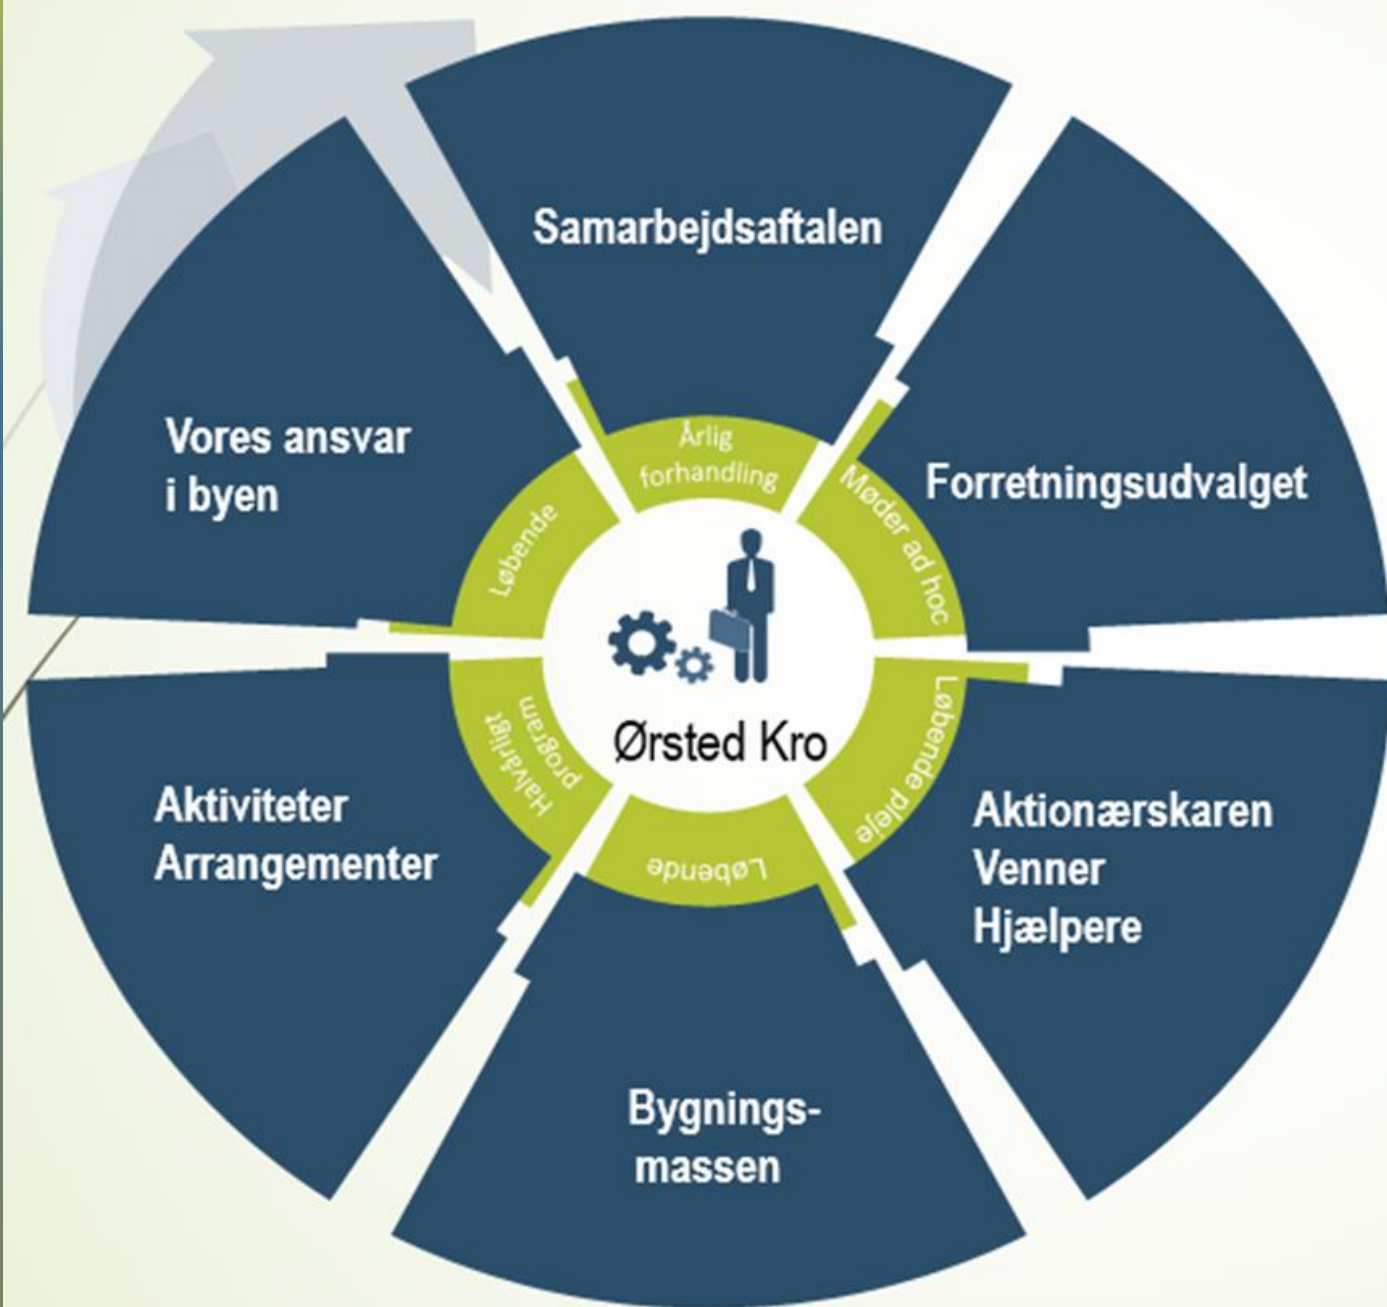 Samarbejdsaftalen
Årlig
forhandling
Forretningsudvalget
Møder ad hoc
Aktionærskaren
Venner
Hjælpere
Løbende pleje
Bygnings-
massen
Løbende
Aktiviteter
Arrangementer
Halvårligt
program
Vores ansvar
i byen
Løbende
Ørsted Kro